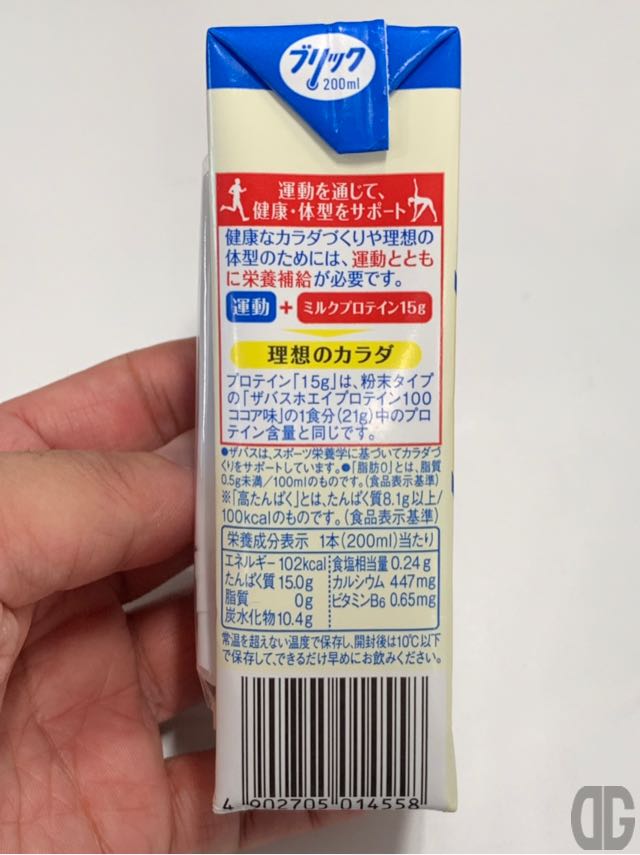 ブリック
200ml
運動を通じて、
健康・体型をサポート
健康なカラダづくりや理想の
体型のためには、運動ととも
に栄養補給が必要です。
運動 + ミルクプロテイン15g
理想のカラダ
プロテイン「15g」は、粉末タイプ
の「ザバスホエイプロテイン100
ココア味」の1食分(21g)中のプロ
テイン含量と同じです。
●ザバスは、スポーツ栄養学に基づいてカラダづ
くりをサポートしています。●「脂肪0」とは、脂質
0.5g未満/100mlのものです。(食品表示基準)
※「高たんぱく」とは、たんぱく質8.1g以上/
100kcalのものです。(食品表示基準)
栄養成分表示 1本(200ml)当たり
エネルギー 102kcal 食塩相当量 0.24g
たんぱく質 15.0g カルシウム 447mg
脂質 0g ビタミンB6 0.65mg
炭水化物 10.4g
常温を超えない温度で保存し、開封後は10℃以下
で保存して、できるだけ早めにお飲みください。
4 902705 014558
DG